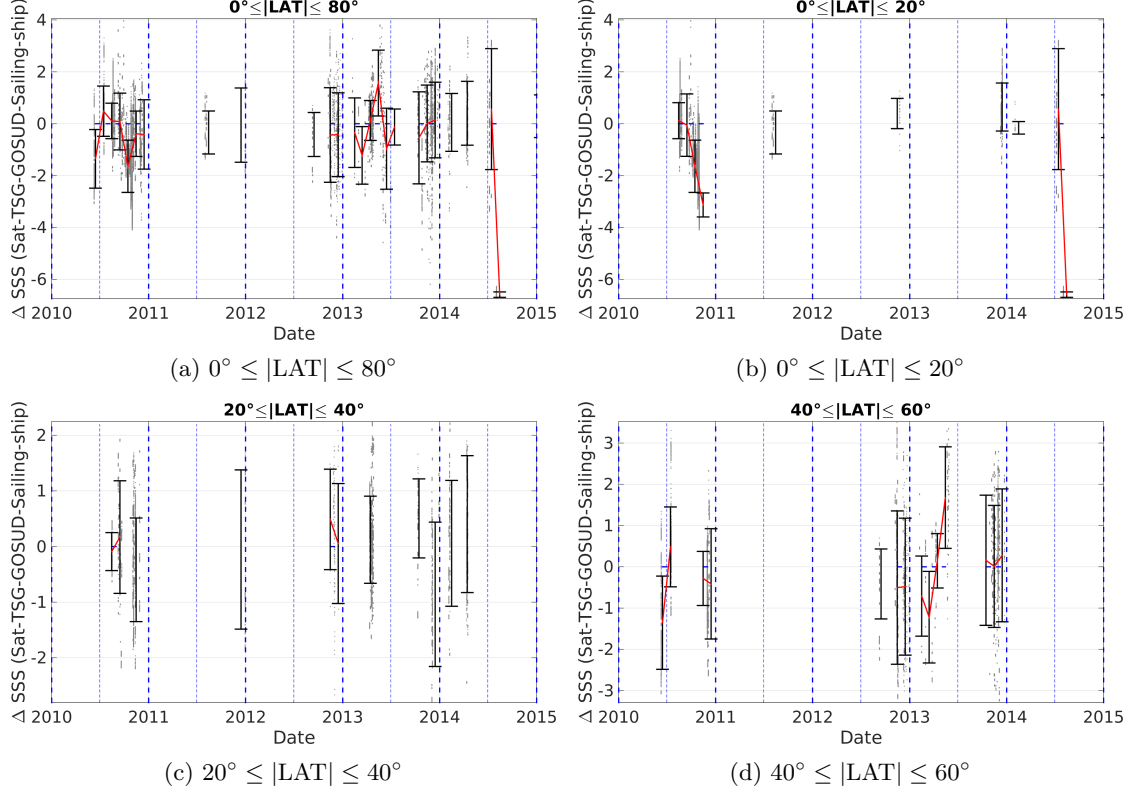 0°≤|LAT|≤ 80°
Δ SSS (Sat-TSG-GOSUD-Sailing-ship)
4
2
0
-2
-4
-6
2010 2011 2012 2013 2014 2015
Date
(a) 0° ≤ |LAT| ≤ 80°
0°≤|LAT|≤ 20°
Δ SSS (Sat-TSG-GOSUD-Sailing-ship)
4
2
0
-2
-4
-6
2010 2011 2012 2013 2014 2015
Date
(b) 0° ≤ |LAT| ≤ 20°
20°≤|LAT|≤ 40°
Δ SSS (Sat-TSG-GOSUD-Sailing-ship)
2
1
0
-1
-2
2010 2011 2012 2013 2014 2015
Date
(c) 20° ≤ |LAT| ≤ 40°
40°≤|LAT|≤ 60°
Δ SSS (Sat-TSG-GOSUD-Sailing-ship)
3
2
1
0
-1
-2
-3
2010 2011 2012 2013 2014 2015
Date
(d) 40° ≤ |LAT| ≤ 60°